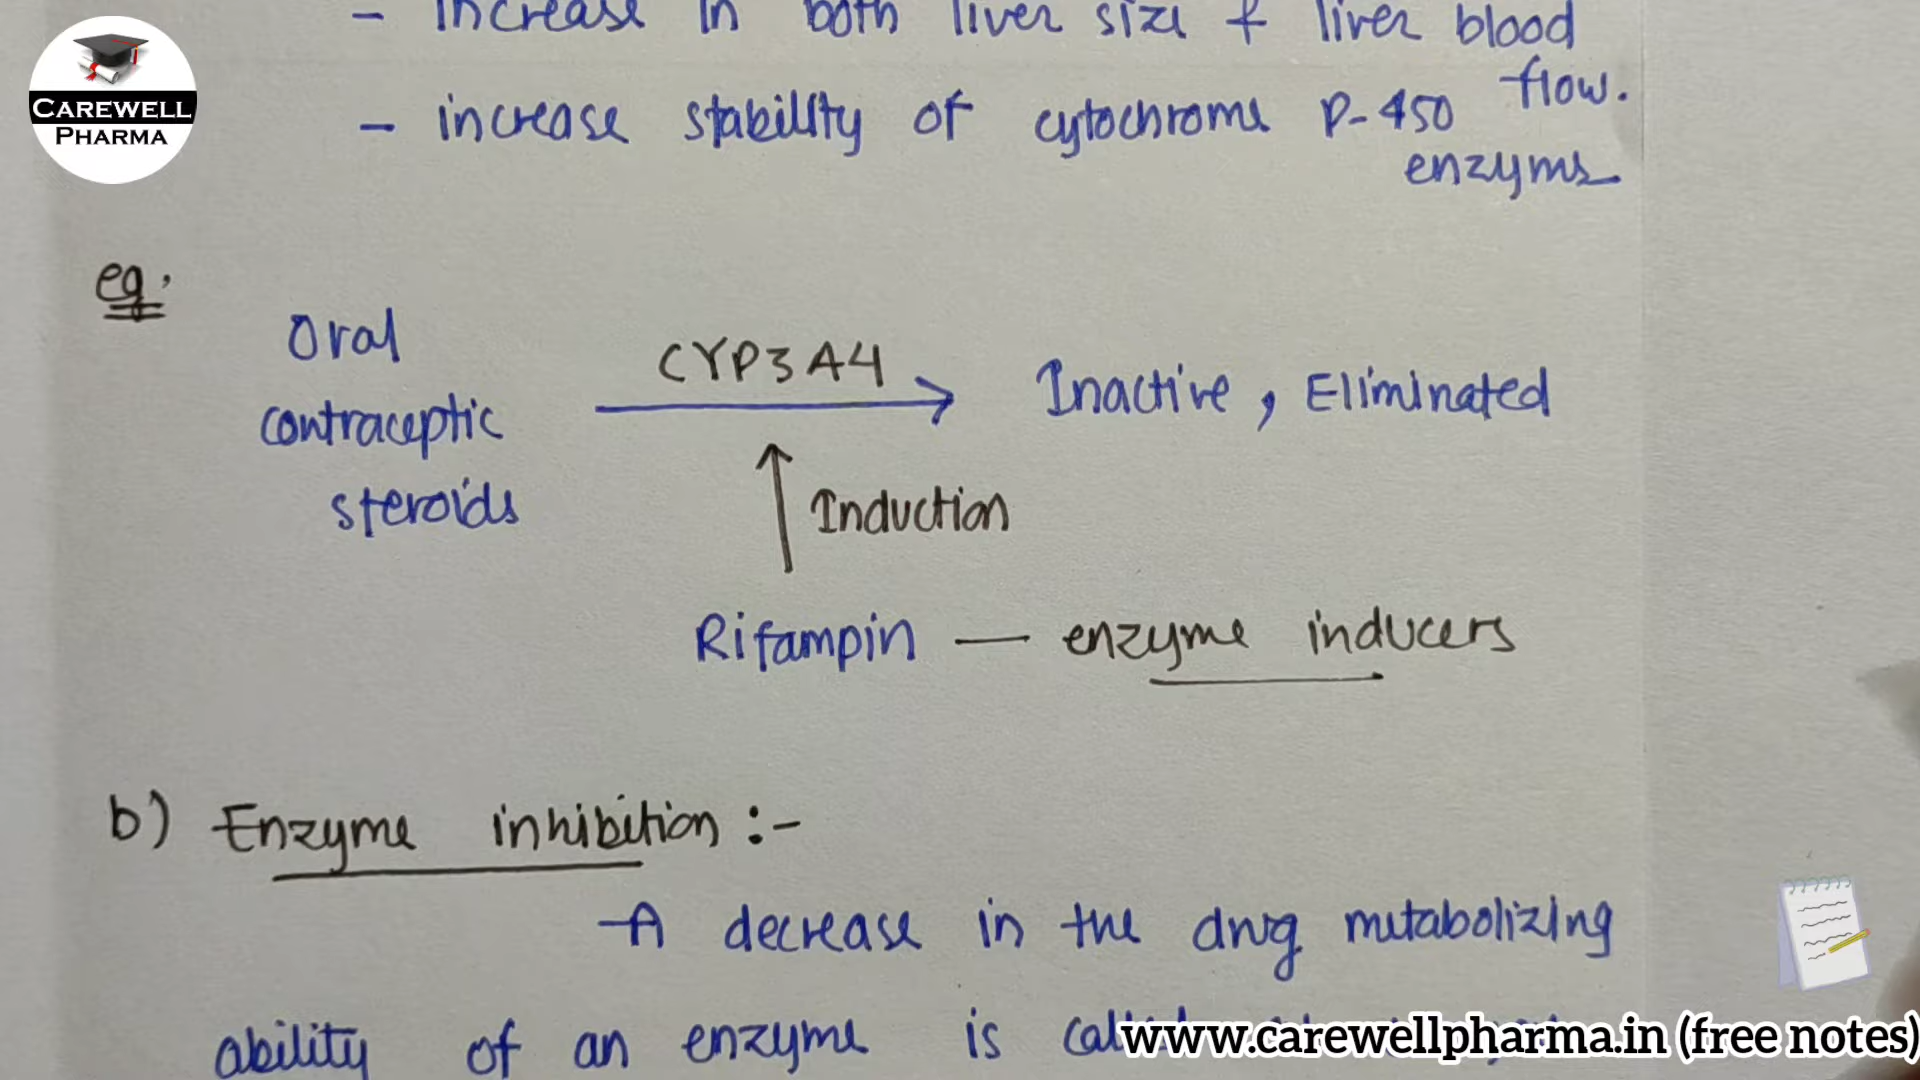 - increase in both liver size + liver blood
flow.
- increase stability of cytochrome P-450
enzyms
eg.
Oral
contraceptic
steroids
CYP3A4
Inactive, Eliminated
Induction
Rifampin — enzyme inducers
b) Enzyme inhibition :-
A decrease in the drug metabolizing
ability of an enzyme is
CAREWELL
PHARMA
www.carewellpharma.in (free notes)